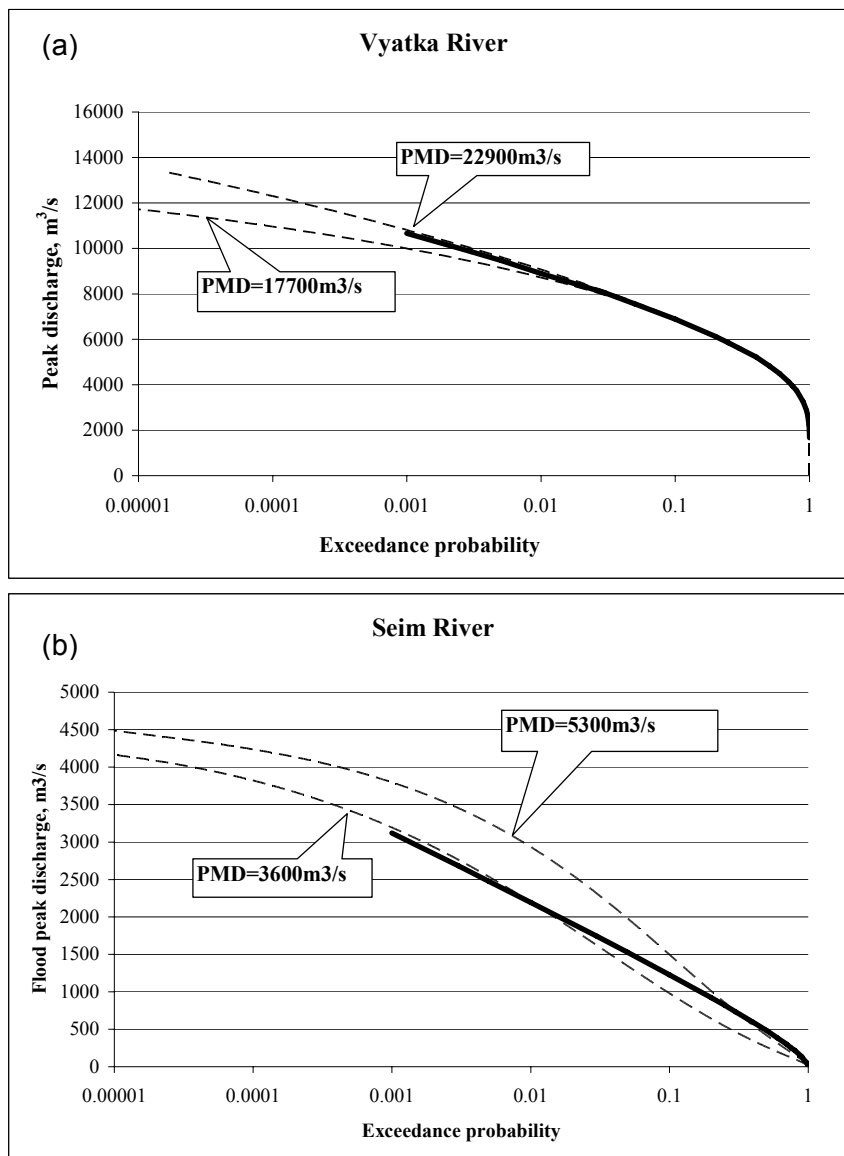 (a)
Vyatka River
16000
14000
12000
10000
8000
6000
4000
2000
0
Peak discharge, m³/s
PMD=22900m3/s
PMD=17700m3/s
0.00001 0.0001 0.001 0.01 0.1 1
Exceedance probability
(b)
Seim River
5000
4500
4000
3500
3000
2500
2000
1500
1000
500
0
Flood peak discharge, m3/s
PMD=5300m3/s
PMD=3600m3/s
0.00001 0.0001 0.001 0.01 0.1 1
Exceedance probability